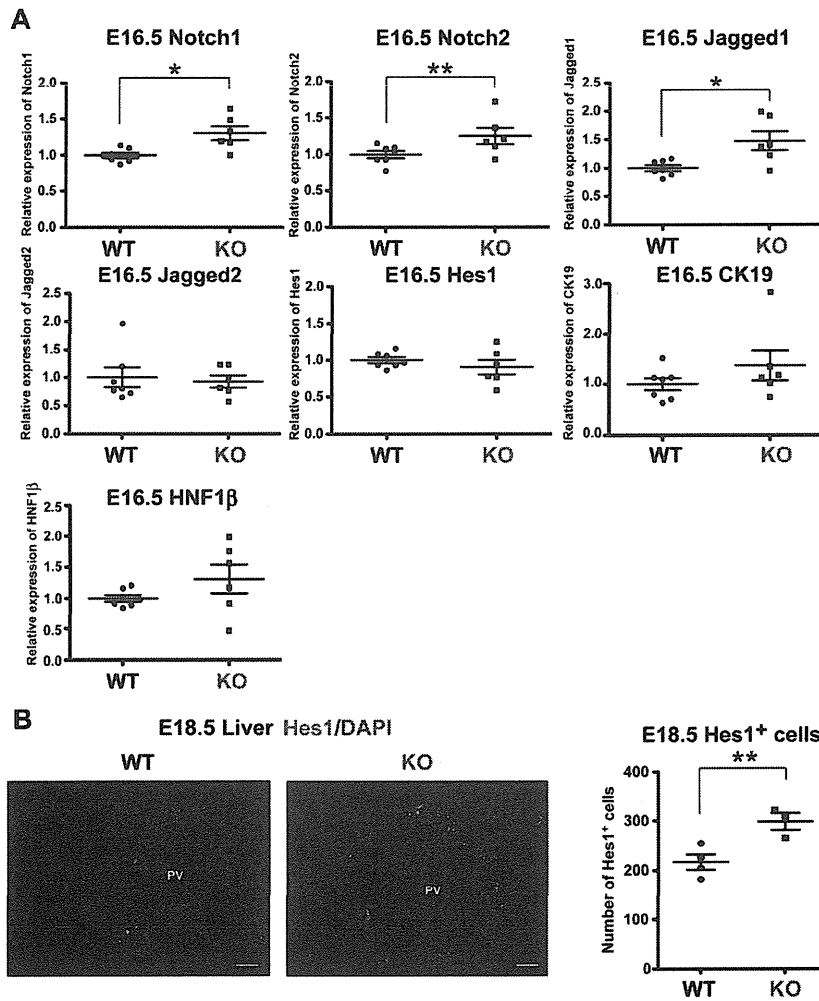 A
E16.5 Notch1
E16.5 Notch2
E16.5 Jagged1
Relative expression of Notch1
2.0
1.5
1.0
0.5
0.0
*
WT
KO
Relative expression of Notch2
2.0
1.5
1.0
0.5
0.0
**
WT
KO
Relative expression of Jagged1
2.5
2.0
1.5
1.0
0.5
0.0
*
WT
KO
E16.5 Jagged2
E16.5 Hes1
E16.5 CK19
Relative expression of Jagged2
2.5
2.0
1.5
1.0
0.5
0.0
WT
KO
Relative expression of Hes1
2.0
1.5
1.0
0.5
0.0
WT
KO
Relative expression of CK19
3.0
2.0
1.0
0.0
WT
KO
E16.5 HNF1β
Relative expression of HNF1β
2.5
2.0
1.5
1.0
0.5
0.0
WT
KO
B
E18.5 Liver Hes1/DAPI
WT
KO
PV
PV
E18.5 Hes1+ cells
Number of Hes1+ cells
400
300
200
100
0
**
WT
KO